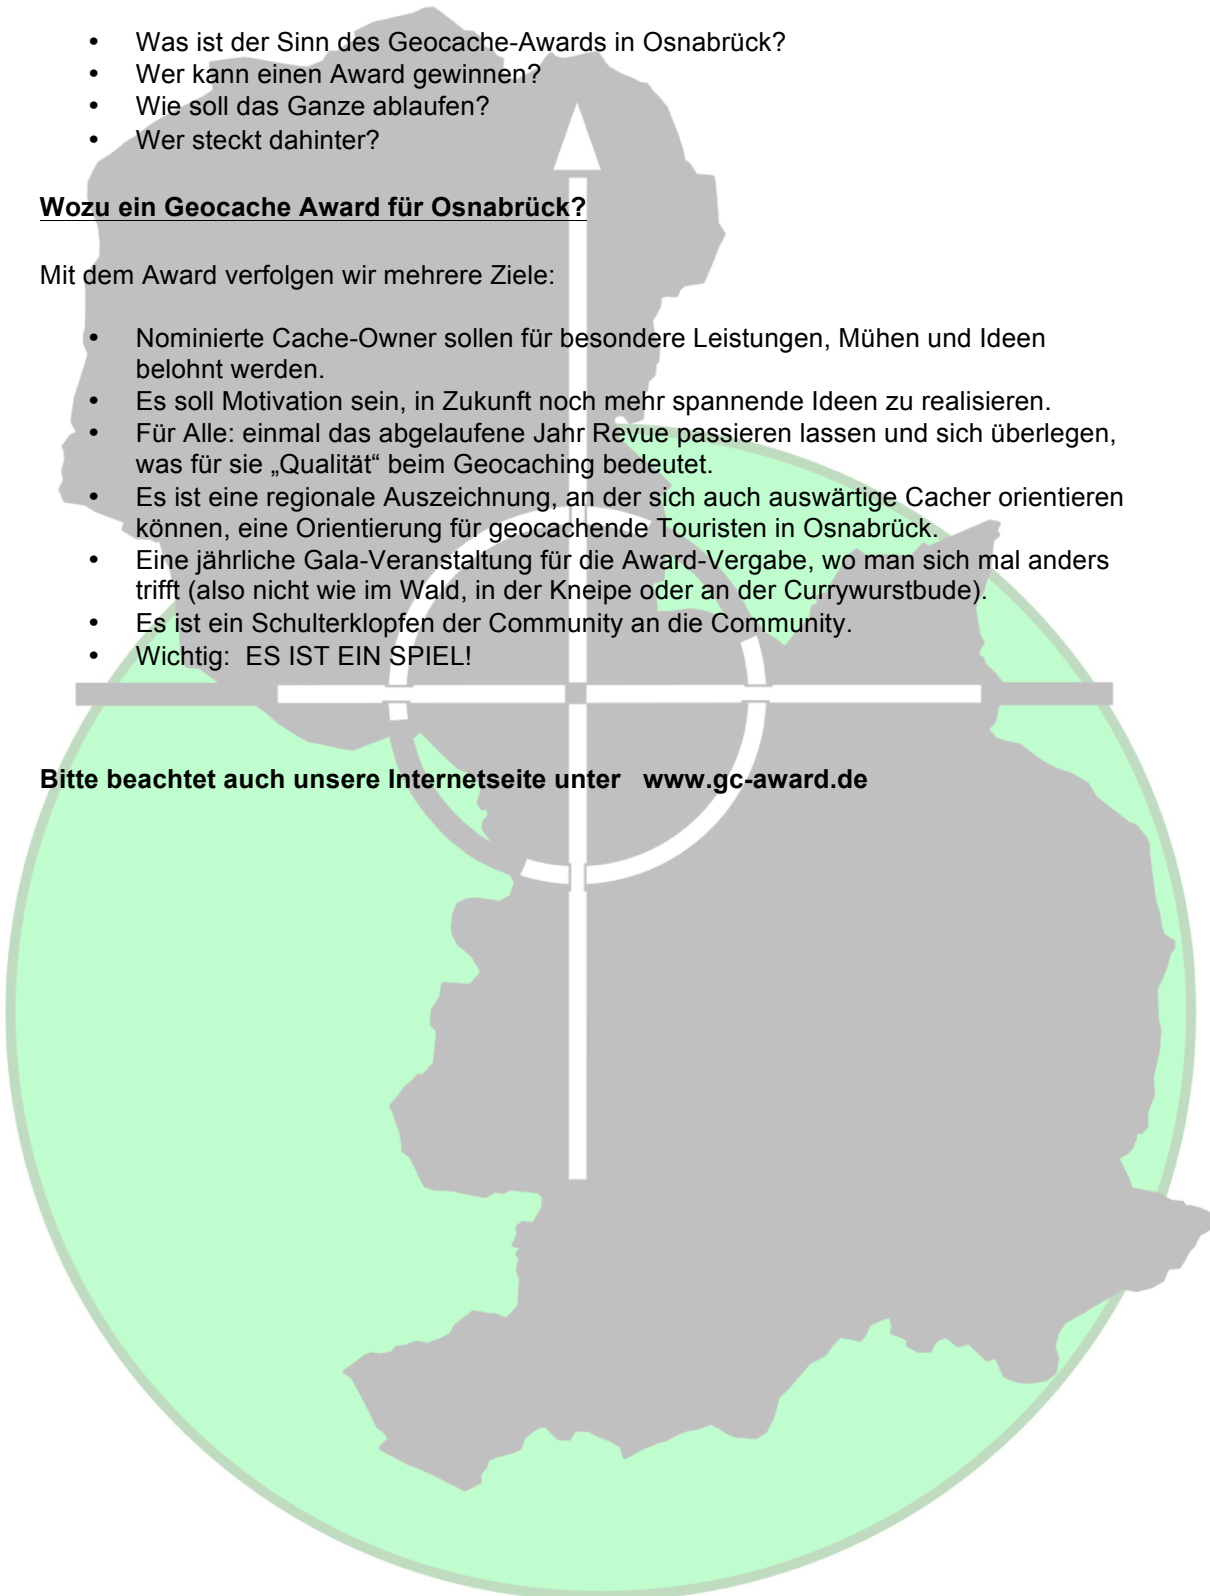 • Was ist der Sinn des Geocache-Awards in Osnabrück?
• Wer kann einen Award gewinnen?
• Wie soll das Ganze ablaufen?
• Wer steckt dahinter?
Wozu ein Geocache Award für Osnabrück?
Mit dem Award verfolgen wir mehrere Ziele:
• Nominierte Cache-Owner sollen für besondere Leistungen, Mühen und Ideen
belohnt werden.
• Es soll Motivation sein, in Zukunft noch mehr spannende Ideen zu realisieren.
• Für Alle: einmal das abgelaufene Jahr Revue passieren lassen und sich überlegen,
was für sie „Qualität“ beim Geocaching bedeutet.
• Es ist eine regionale Auszeichnung, an der sich auch auswärtige Cacher orientieren
können, eine Orientierung für geocachende Touristen in Osnabrück.
• Eine jährliche Gala-Veranstaltung für die Award-Vergabe, wo man sich mal anders
trifft (also nicht wie im Wald, in der Kneipe oder an der Currywurstbude).
• Es ist ein Schulterklopfen der Community an die Community.
• Wichtig:  ES IST EIN SPIEL!
Bitte beachtet auch unsere Internetseite unter   www.gc-award.de